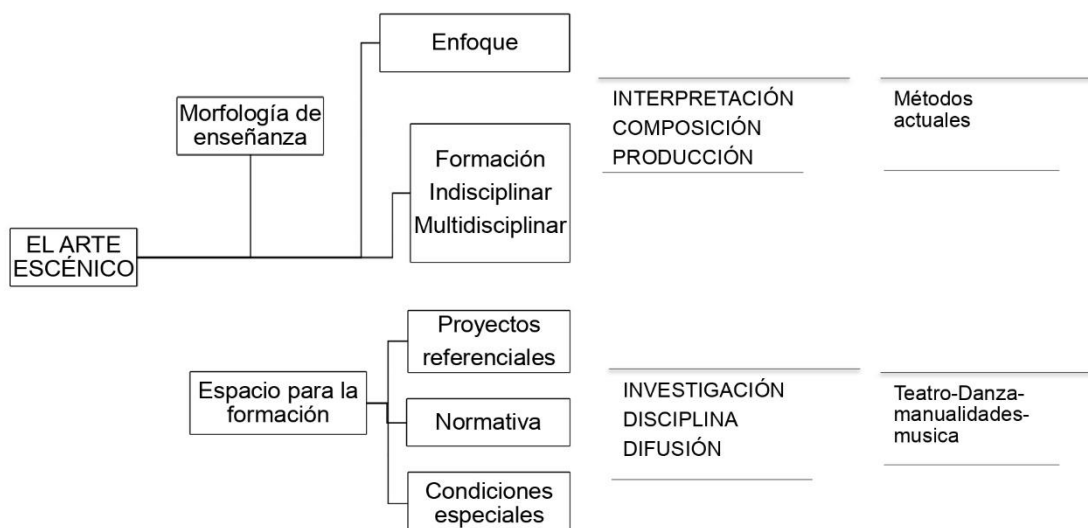 Enfoque
Morfología de
enseñanza
Formación
Indisciplinar
Multidisciplinar
INTERPRETACIÓN
COMPOSICIÓN
PRODUCCIÓN
Métodos
actuales
EL ARTE
ESCÉNICO
Proyectos
referenciales
Espacio para la
formación
Normativa
Condiciones
especiales
INVESTIGACIÓN
DISCIPLINA
DIFUSIÓN
Teatro-Danza-
manualidades-
musica